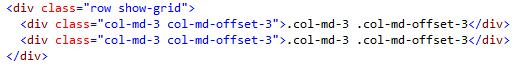 <div class="row show-grid">
  <div class="col-md-3 col-md-offset-3">.col-md-3 .col-md-offset-3</div>
  <div class="col-md-3 col-md-offset-3">.col-md-3 .col-md-offset-3</div>
</div>